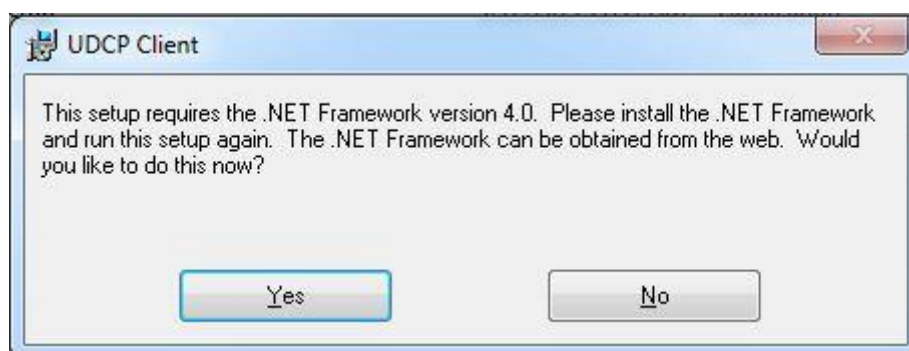 UDCP Client
This setup requires the .NET Framework version 4.0.  Please install the .NET Framework
and run this setup again.  The .NET Framework can be obtained from the web.  Would
you like to do this now?
Yes
No